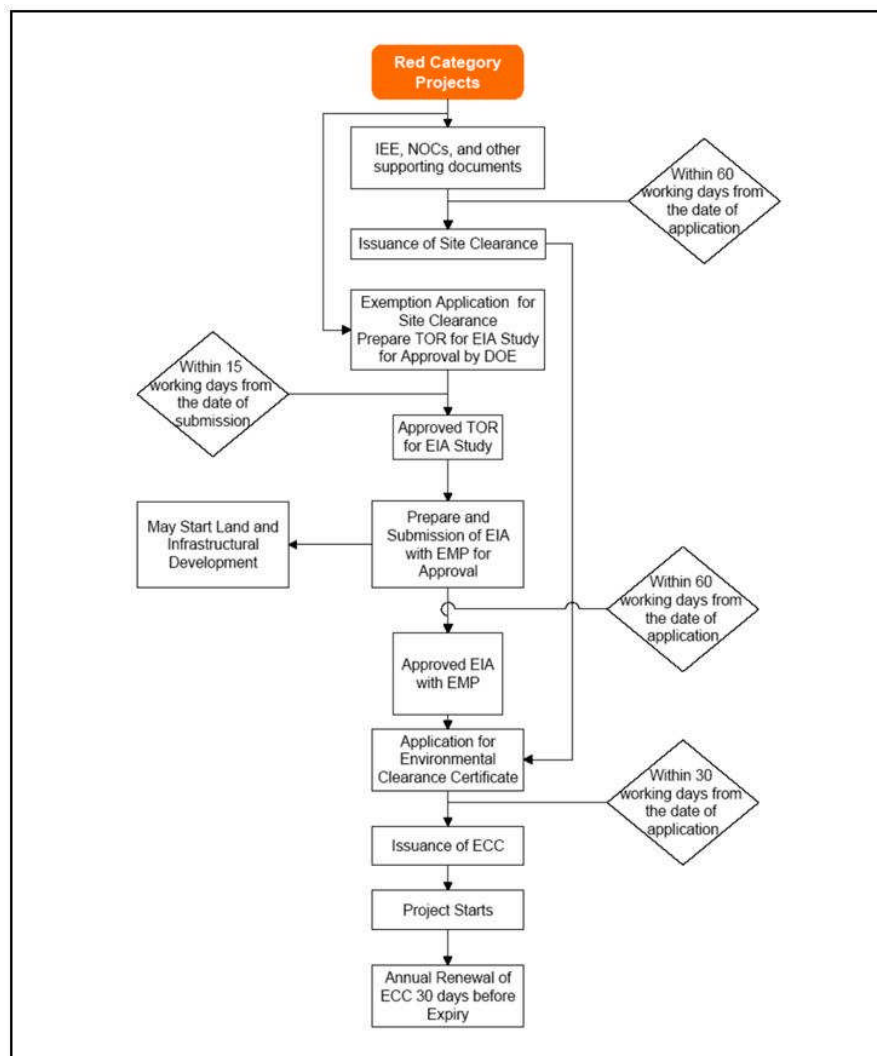 Red Category
Projects
IEE, NOCs, and other
supporting documents
Within 60
working days from
the date of
application
Issuance of Site Clearance
Exemption Application for
Site Clearance
Prepare TOR for EIA Study
for Approval by DOE
Within 15
working days from
the date of
submission
Approved TOR
for EIA Study
Prepare and
Submission of EIA
with EMP for
Approval
May Start Land and
Infrastructural
Development
Within 60
working days from
the date of
application
Approved EIA
with EMP
Application for
Environmental
Clearance Certificate
Within 30
working days from
the date of
application
Issuance of ECC
Project Starts
Annual Renewal of
ECC 30 days before
Expiry